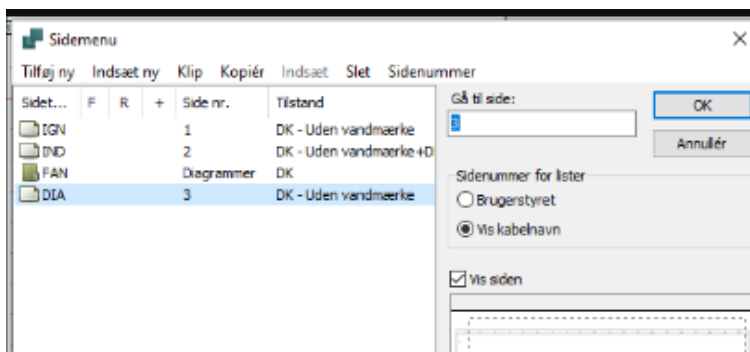 Sidemenu
Tilføj ny Indsæt ny Klip Kopiér Indsæt Slet Sidenummer
Sidet... F R + Side nr. Tilstand
IGN 1 DK - Uden vandmærke
IND 2 DK - Uden vandmærke+D
FAN Diagrammer DK
DIA 3 DK - Uden vandmærke
Gå til side:
3
OK
Annullér
Sidenummer for lister
Brugerstyret
Vis kabelnavn
Vis siden